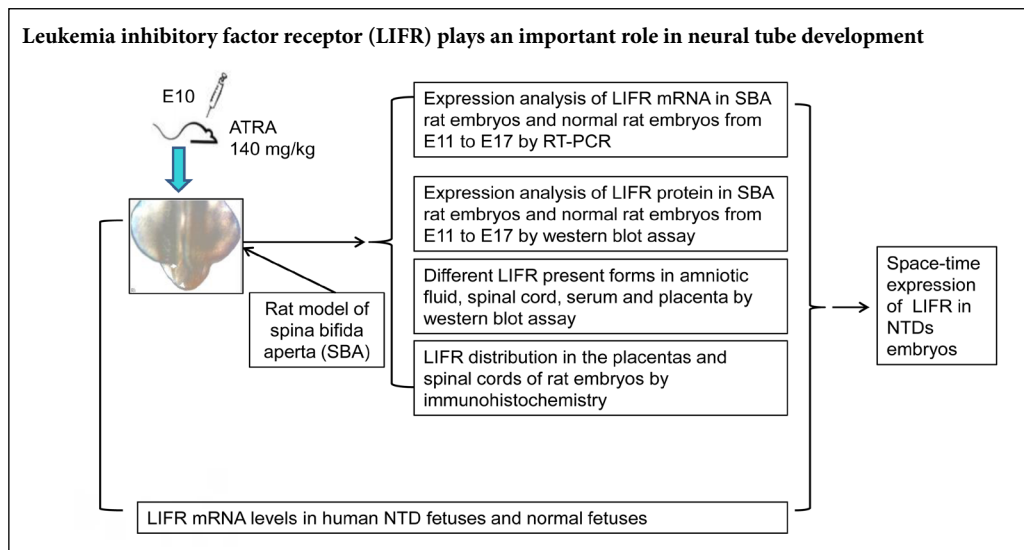 Leukemia inhibitory factor receptor (LIFR) plays an important role in neural tube development
E10
ATRA
140 mg/kg
Rat model of
spina bifida
aperta (SBA)
Expression analysis of LIFR mRNA in SBA
rat embryos and normal rat embryos from
E11 to E17 by RT-PCR
Expression analysis of LIFR protein in SBA
rat embryos and normal rat embryos from
E11 to E17 by western blot assay
Different LIFR present forms in amniotic
fluid, spinal cord, serum and placenta by
western blot assay
LIFR distribution in the placentas and
spinal cords of rat embryos by
immunohistochemistry
Space-time
expression
of LIFR in
NTDs
embryos
LIFR mRNA levels in human NTD fetuses and normal fetuses